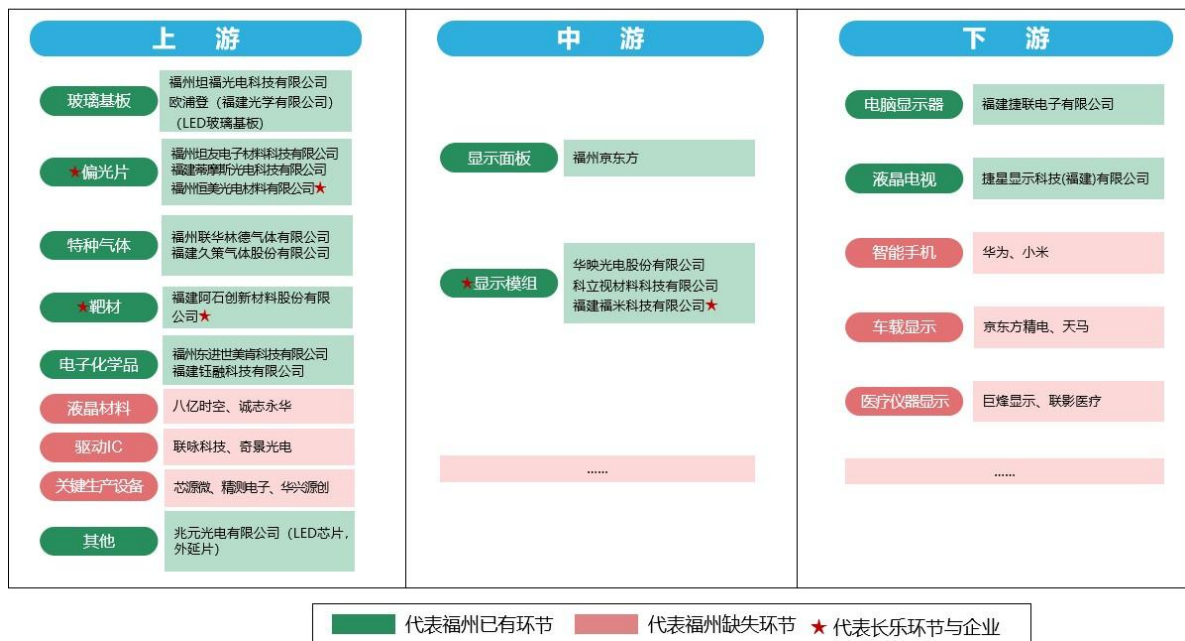 上 游
玻璃基板
福州坦福光电科技有限公司
欧浦登（福建光学有限公司）
（LED玻璃基板）
★偏光片
福州坦友电子材料科技有限公司
福建蒂摩斯光电科技有限公司
福州恒美光电材料有限公司★
特种气体
福州联华林德气体有限公司
福建久策气体股份有限公司
★靶材
福建阿石创新材料股份有限
公司★
电子化学品
福州东进世美肯科技有限公司
福建钰融科技有限公司
液晶材料
八亿时空、诚志永华
驱动IC
联咏科技、奇景光电
关键生产设备
芯源微、精测电子、华兴源创
其他
兆元光电有限公司（LED芯片，
外延片）
中 游
显示面板
福州京东方
★显示模组
华映光电股份有限公司
科立视材料科技有限公司
福建福米科技有限公司★
......
下 游
电脑显示器
福建捷联电子有限公司
液晶电视
捷星显示科技(福建)有限公司
智能手机
华为、小米
车载显示
京东方精电、天马
医疗仪器显示
巨烽显示、联影医疗
......
代表福州已有环节
代表福州缺失环节
★ 代表长乐环节与企业